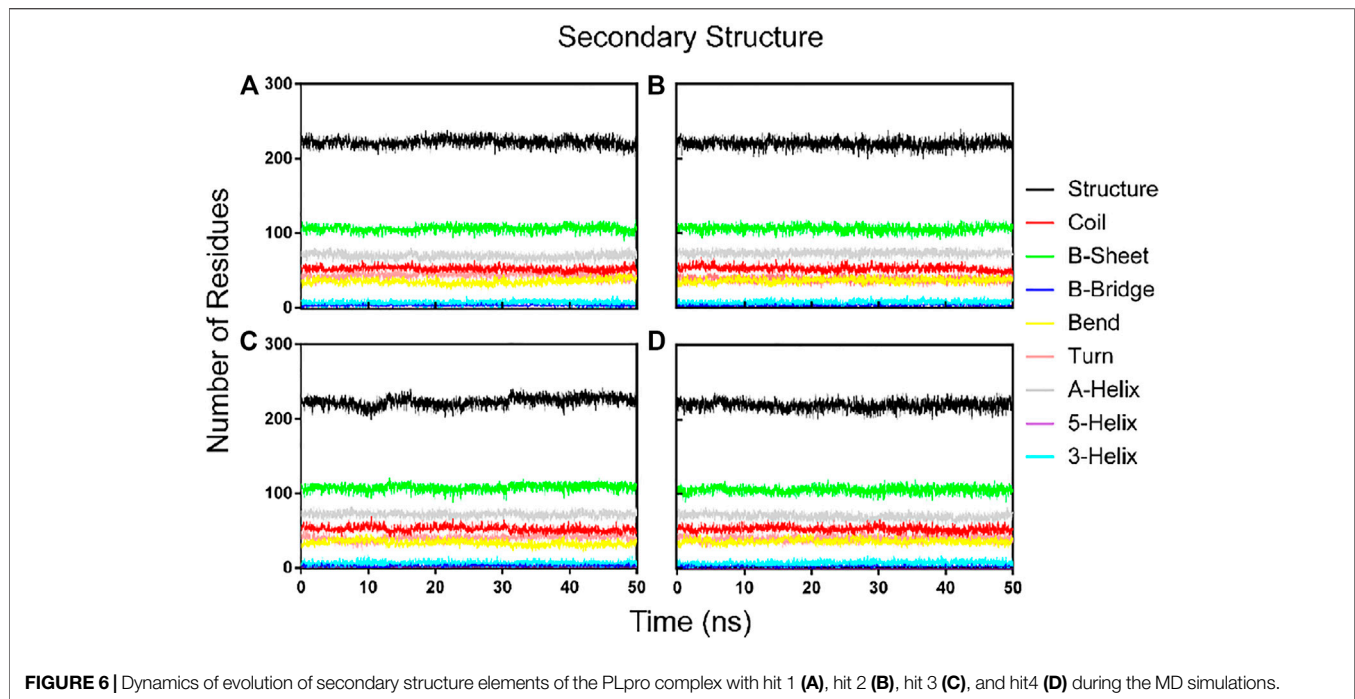 Secondary Structure
A
300
200
100
0
B
C
300
200
100
0
D
Number of Residues
0 10 20 30 40 50
0 10 20 30 40 50
Time (ns)
Structure
Coil
B-Sheet
B-Bridge
Bend
Turn
A-Helix
5-Helix
3-Helix
FIGURE 6 | Dynamics of evolution of secondary structure elements of the PLpro complex with hit 1 (A), hit 2 (B), hit 3 (C), and hit4 (D) during the MD simulations.